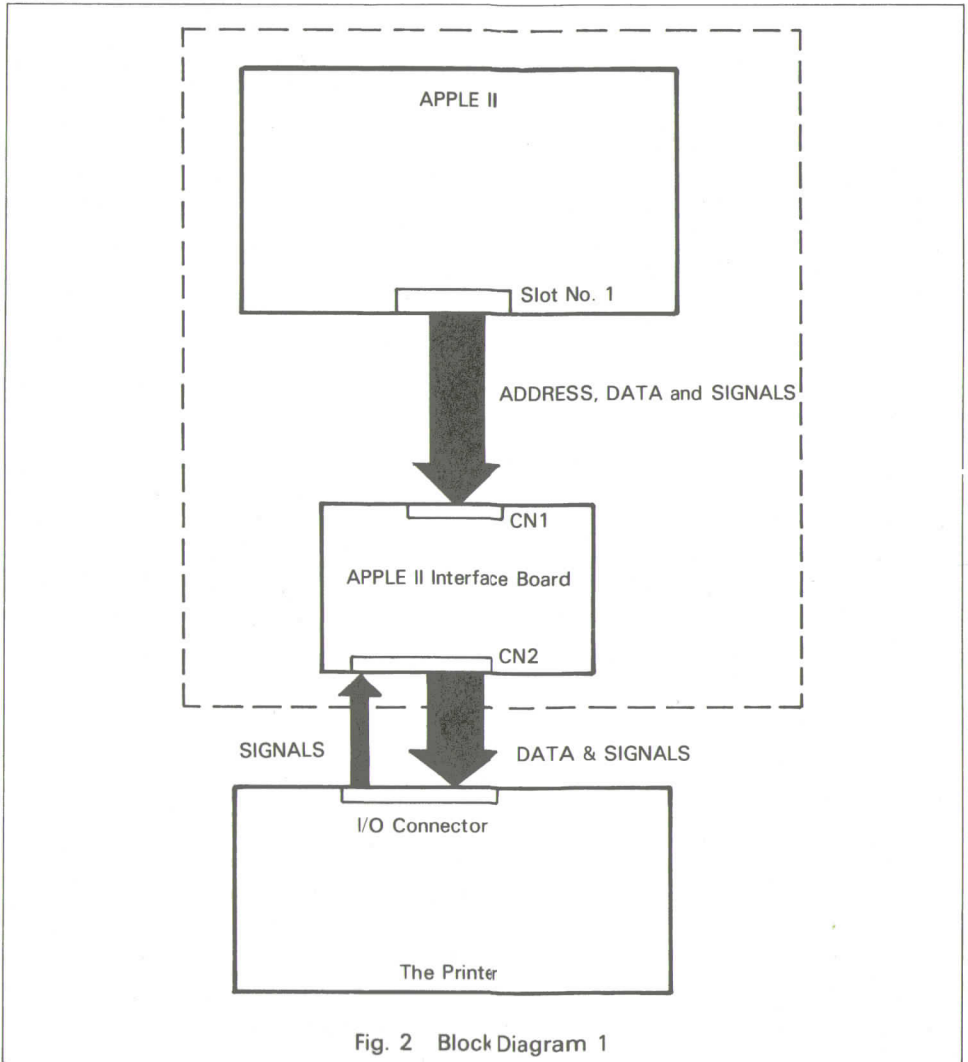 APPLE II
Slot No. 1
ADDRESS, DATA and SIGNALS
CN1
APPLE II Interface Board
CN2
SIGNALS
DATA & SIGNALS
I/O Connector
The Printer
Fig. 2 Block Diagram 1